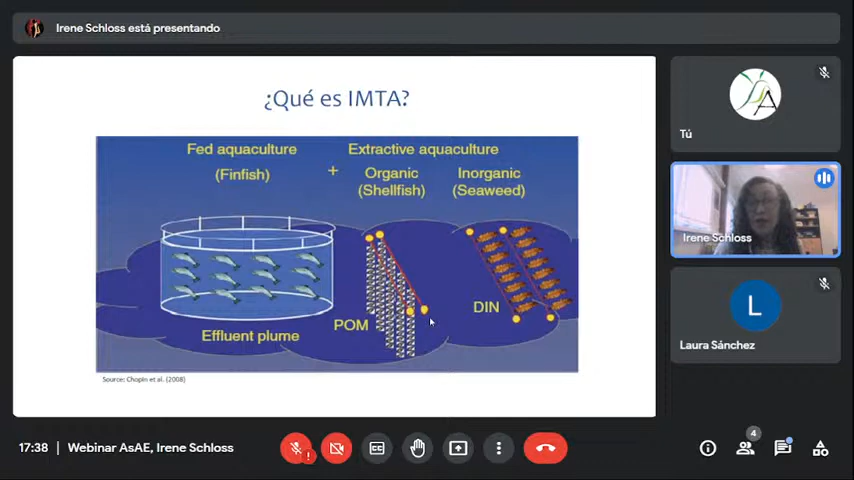 Irene Schloss está presentando
¿Qué es IMTA?
Fed aquaculture
(Finfish)
+
Extractive aquaculture
Organic
(Shellfish)
Inorganic
(Seaweed)
POM
DIN
Effluent plume
Source: Chopin et al. (2008)
A
Tú
Irene Schloss
L
Laura Sánchez
17:38 | Webinar AsAE, Irene Schloss
!
CC
4